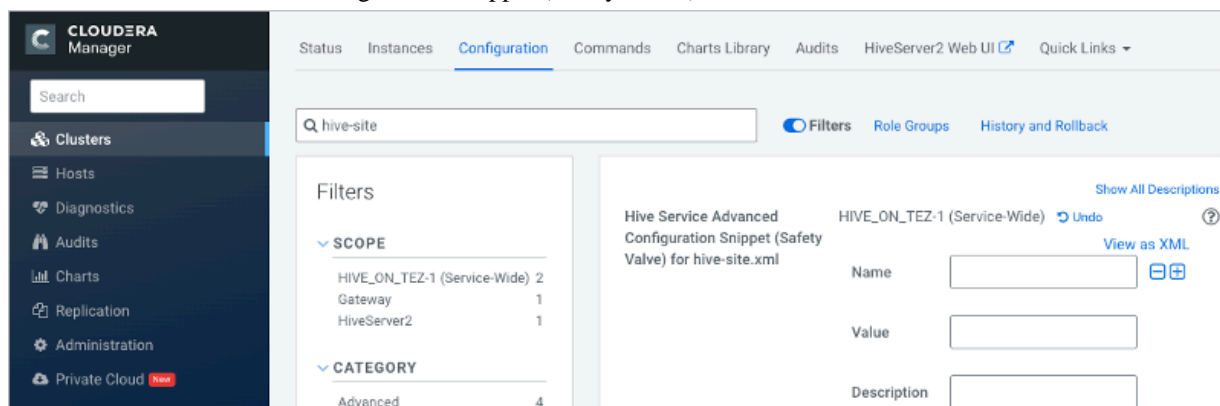 CLOUDERA
Manager
Search
Clusters
Hosts
Diagnostics
Audits
Charts
Replication
Administration
Private Cloud New
Status Instances Configuration Commands Charts Library Audits HiveServer2 Web UI Quick Links
hive-site
Filters Role Groups History and Rollback
Filters
SCOPE
HIVE_ON_TEZ-1 (Service-Wide) 2
Gateway 1
HiveServer2 1
CATEGORY
Advanced 4
Show All Descriptions
Hive Service Advanced
Configuration Snippet (Safety
Valve) for hive-site.xml
HIVE_ON_TEZ-1 (Service-Wide) Undo
View as XML
Name
Value
Description